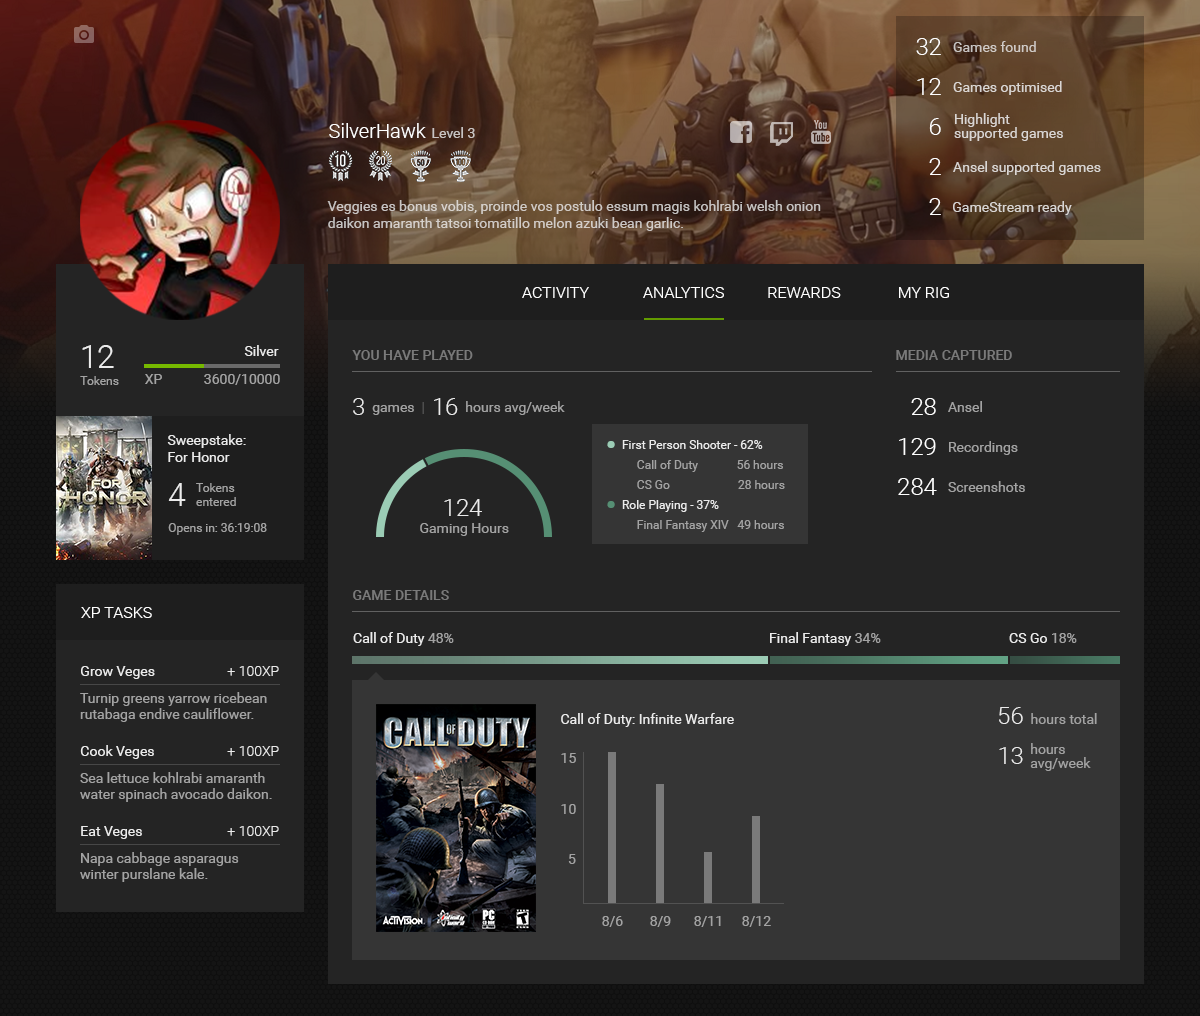 32 Games found
12 Games optimised
6 Highlight
supported games
2 Ansel supported games
2 GameStream ready
SilverHawk Level 3
10 20 50 100
You
Tube
Veggies es bonus vobis, proinde vos postulo essum magis kohlrabi welsh onion
daikon amaranth tatsoi tomatillo melon azuki bean garlic.
ACTIVITY ANALYTICS REWARDS MY RIG
12 Tokens
Silver
XP 3600/10000
FOR
HONOR
Sweepstake:
For Honor
4 Tokens
entered
Opens in: 36:19:08
XP TASKS
Grow Veges + 100XP
Turnip greens yarrow ricebean
rutabaga endive cauliflower.
Cook Veges + 100XP
Sea lettuce kohlrabi amaranth
water spinach avocado daikon.
Eat Veges + 100XP
Napa cabbage asparagus
winter purslane kale.
YOU HAVE PLAYED
3 games | 16 hours avg/week
124
Gaming Hours
First Person Shooter - 62%
Call of Duty 56 hours
CS Go 28 hours
Role Playing - 37%
Final Fantasy XIV 49 hours
MEDIA CAPTURED
28 Ansel
129 Recordings
284 Screenshots
GAME DETAILS
Call of Duty 48% Final Fantasy 34% CS Go 18%
CALL OF DUTY
ACTIVISION
Infinity Ward
PC
Call of Duty: Infinite Warfare
56 hours total
13 hours
avg/week
15
10
5
8/6 8/9 8/11 8/12